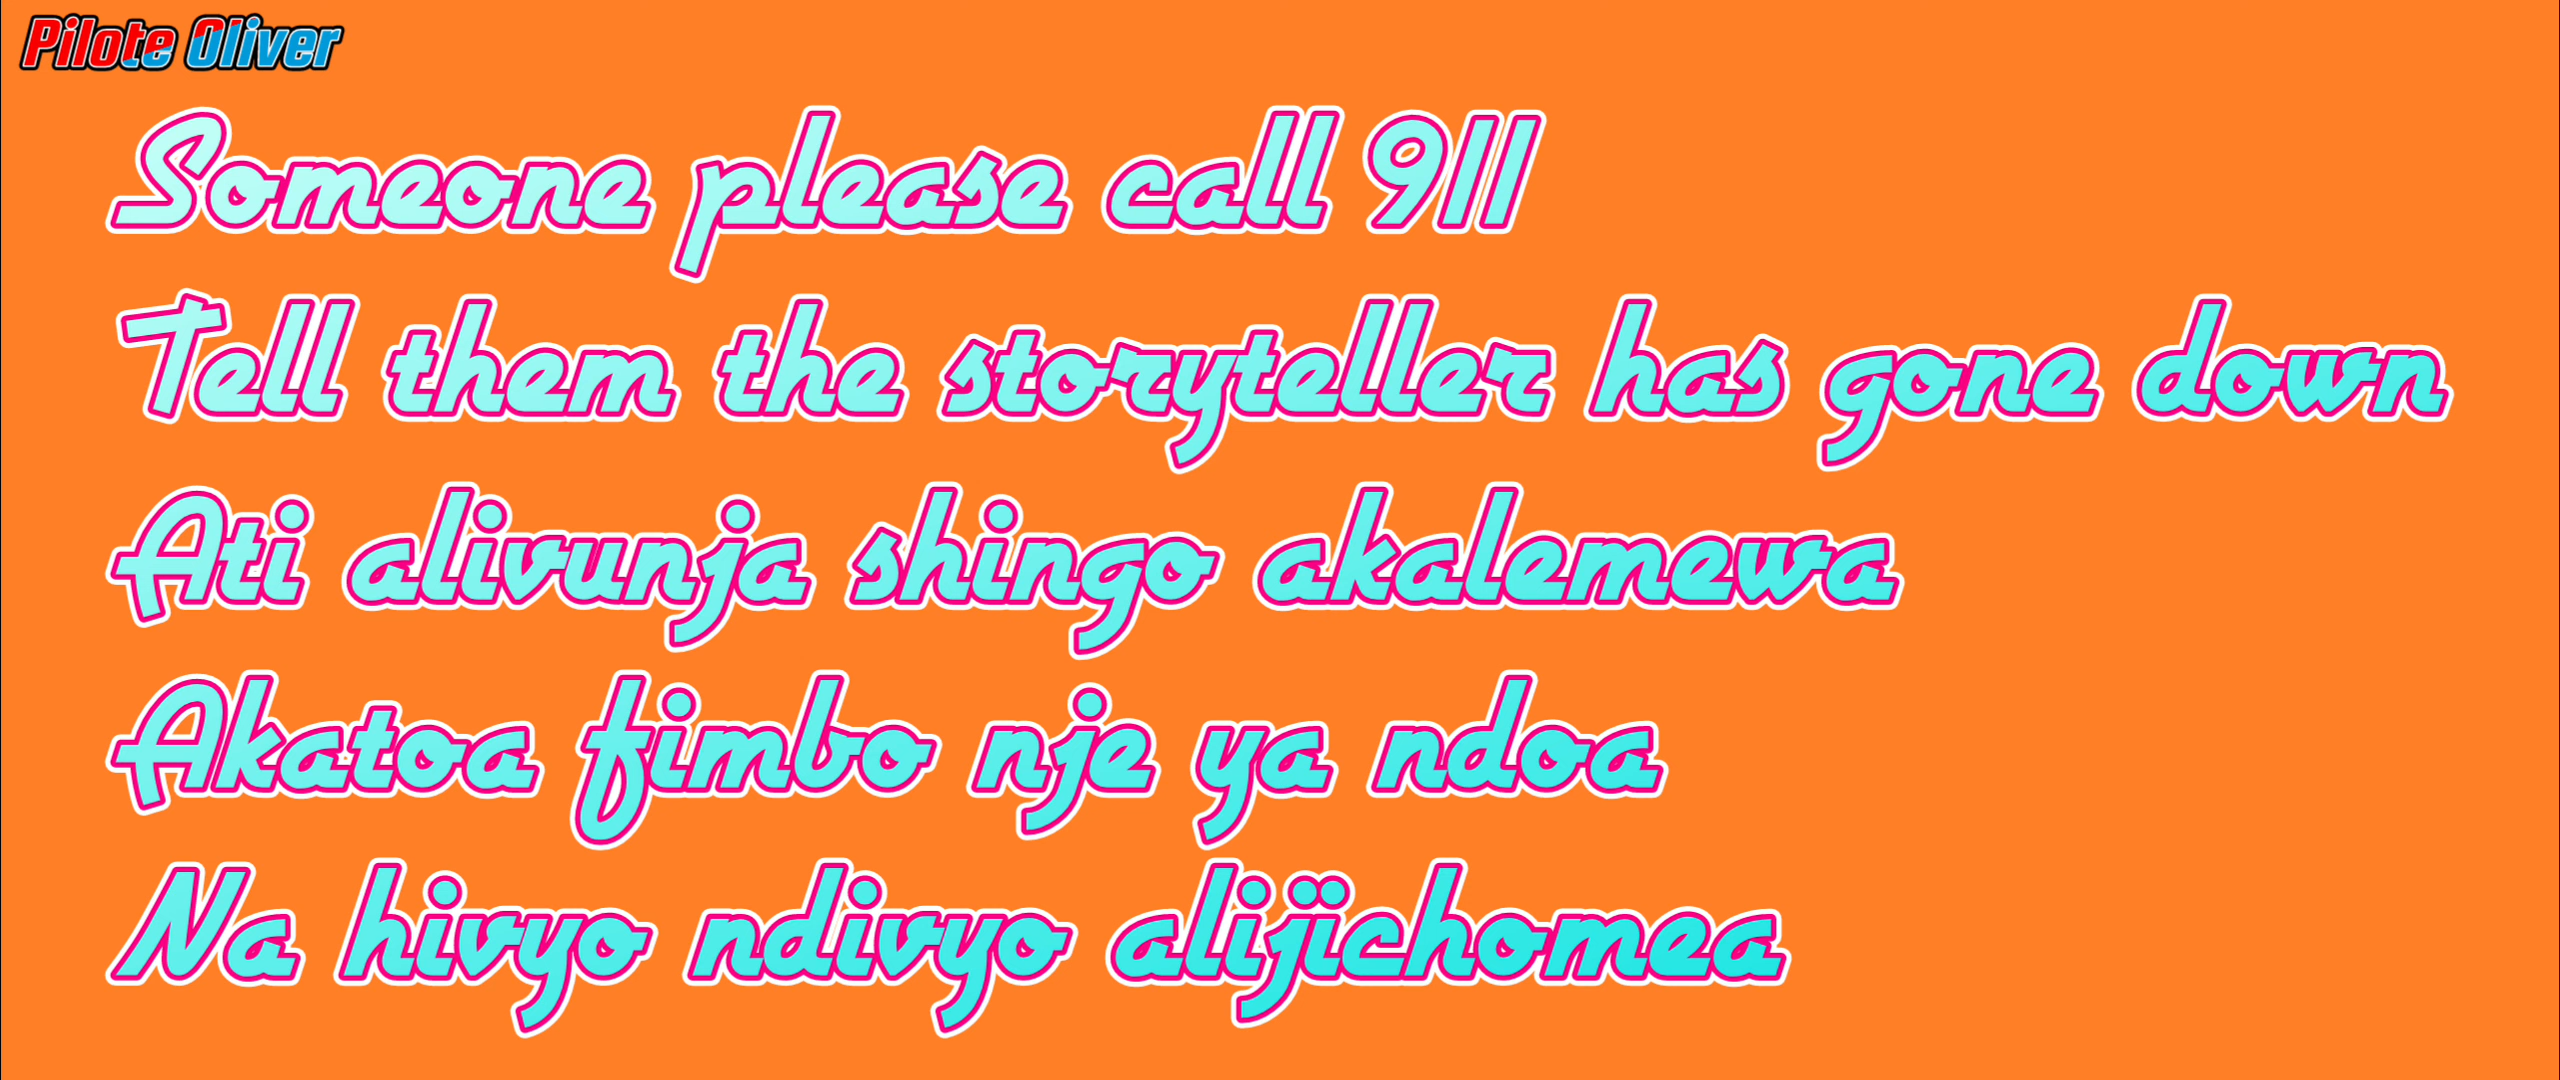 Pilote Oliver
Someone please call 911
Tell them the storyteller has gone down
Ati alivunja shingo akalemewa
Akatoa fimbo nje ya ndoa
Na hivyo ndivyo alijichomea